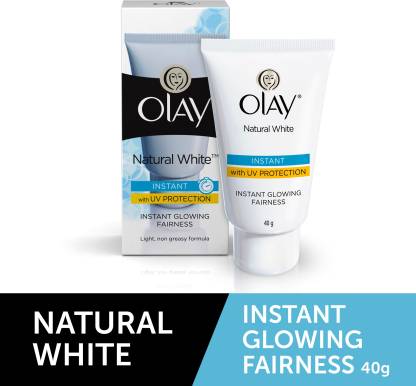 OLAY
Natural White™
INSTANT
with UV PROTECTION
INSTANT GLOWING
FAIRNESS
Light, non greasy formula
OLAY®
Natural White
INSTANT
with UV PROTECTION
INSTANT GLOWING
FAIRNESS
40 g
NATURAL
WHITE
INSTANT
GLOWING
FAIRNESS 40g